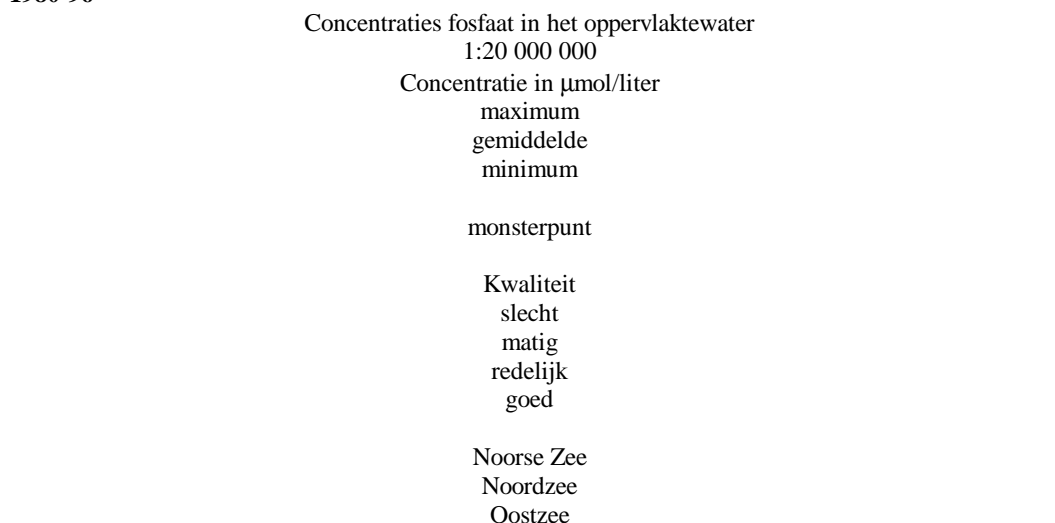 Concentraties fosfaat in het oppervlaktewater
1:20 000 000
Concentratie in µmol/liter
maximum
gemiddelde
minimum
monsterpunt
Kwaliteit
slecht
matig
redelijk
goed
Noorse Zee
Noordzee
Oostzee